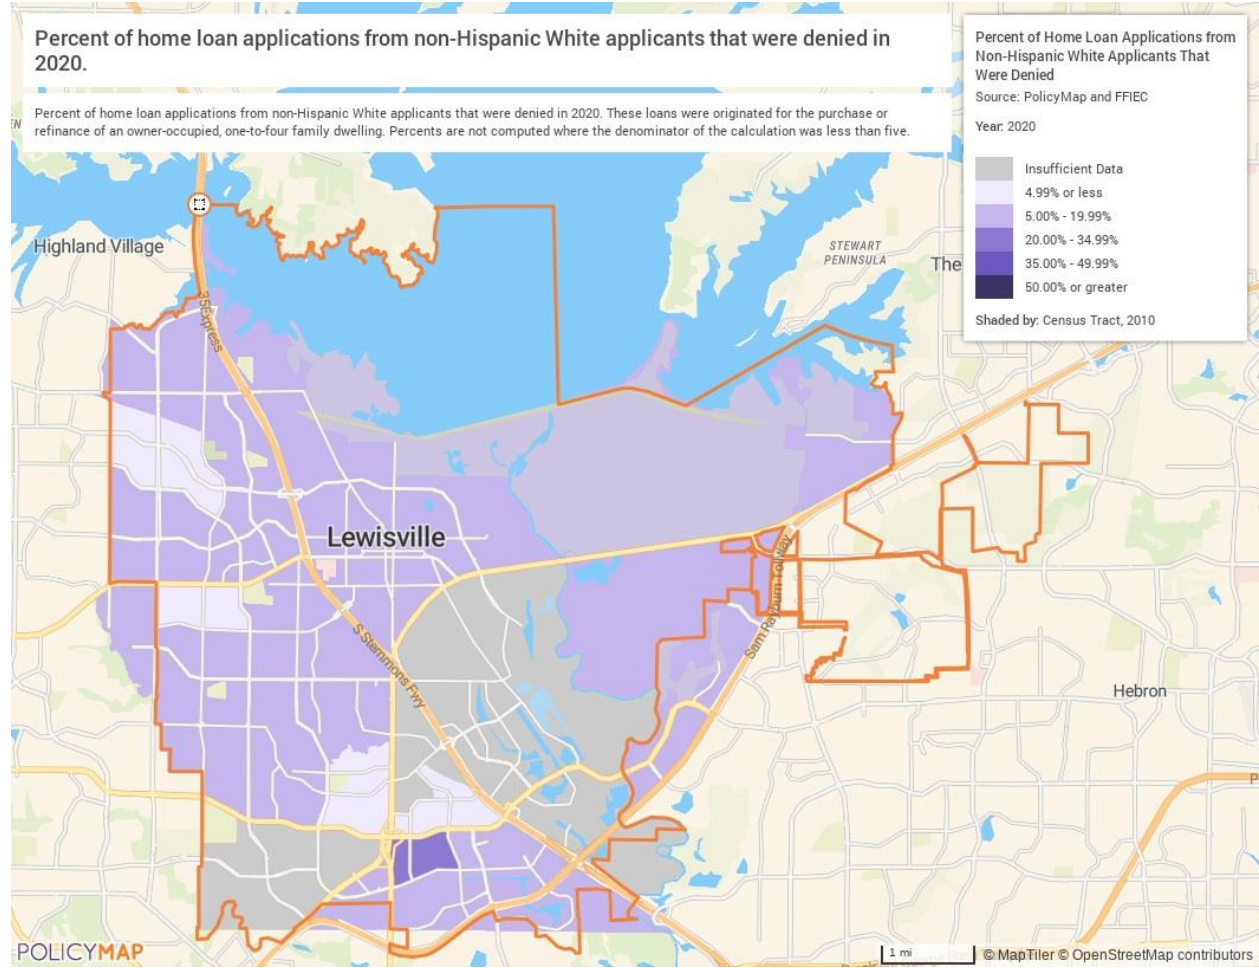 Percent of home loan applications from non-Hispanic White applicants that were denied in
2020.
Percent of home loan applications from non-Hispanic White applicants that were denied in 2020. These loans were originated for the purchase or
refinance of an owner-occupied, one-to-four family dwelling. Percents are not computed where the denominator of the calculation was less than five.
Percent of Home Loan Applications from
Non-Hispanic White Applicants That
Were Denied
Source: PolicyMap and FFIEC
Year: 2020
Insufficient Data
4.99% or less
5.00% - 19.99%
20.00% - 34.99%
35.00% - 49.99%
50.00% or greater
Shaded by: Census Tract, 2010
Highland Village
STEWART
PENINSULA
The
35Express
Lewisville
S Stemmons Fwy
Sam Rayburn Tollway
Hebron
POLICYMAP
1 mi
© MapTiler © OpenStreetMap contributors